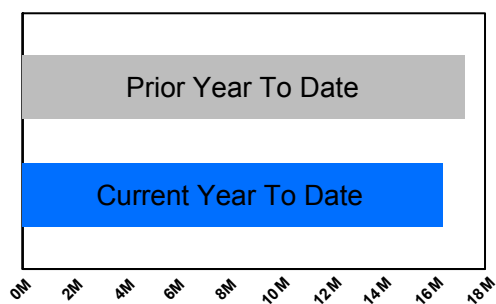 Prior Year To Date
Current Year To Date
0M 2M 4M 6M 8M 10M 12M 14M 16M 18M